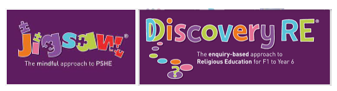 the
Jigsaw
The mindful approach to PSHE
Discovery RE
The enquiry-based approach to
Religious Education for F1 to Year 6